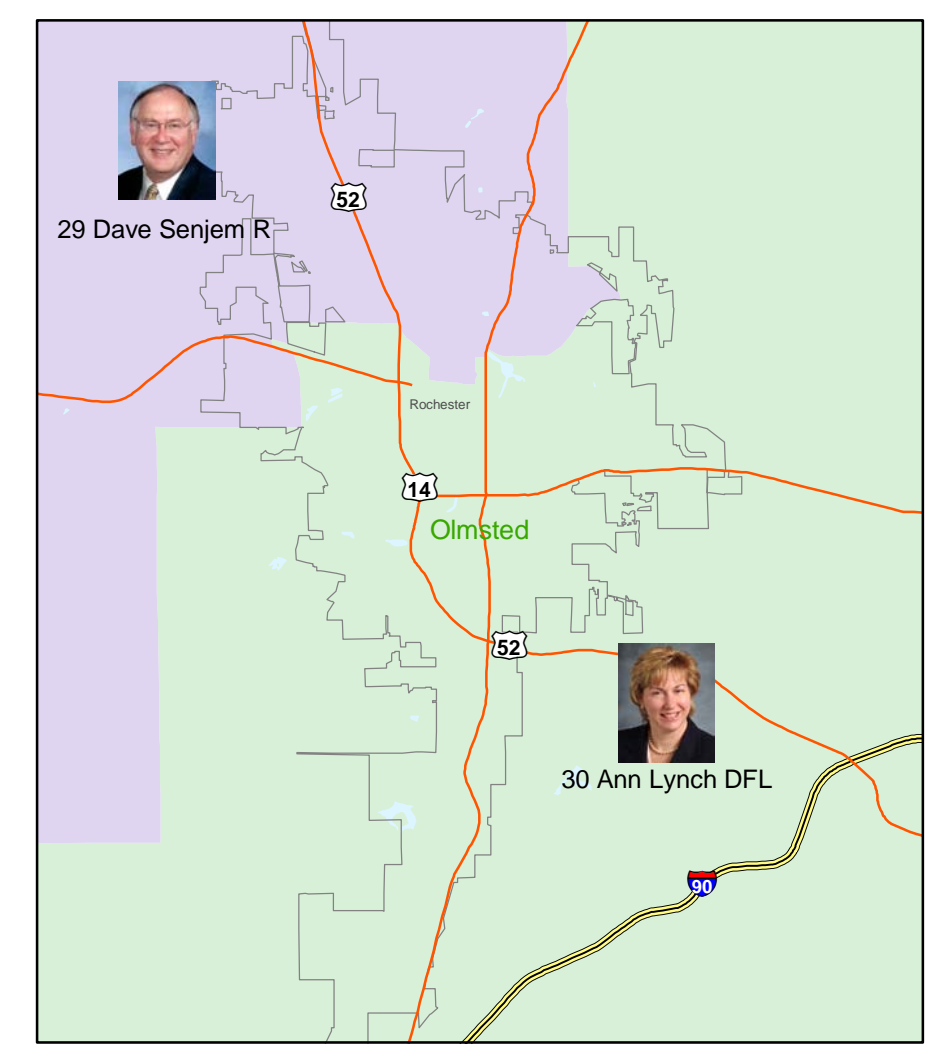 52
29 Dave Senjem R
Rochester
14
Olmsted
52
30 Ann Lynch DFL
90